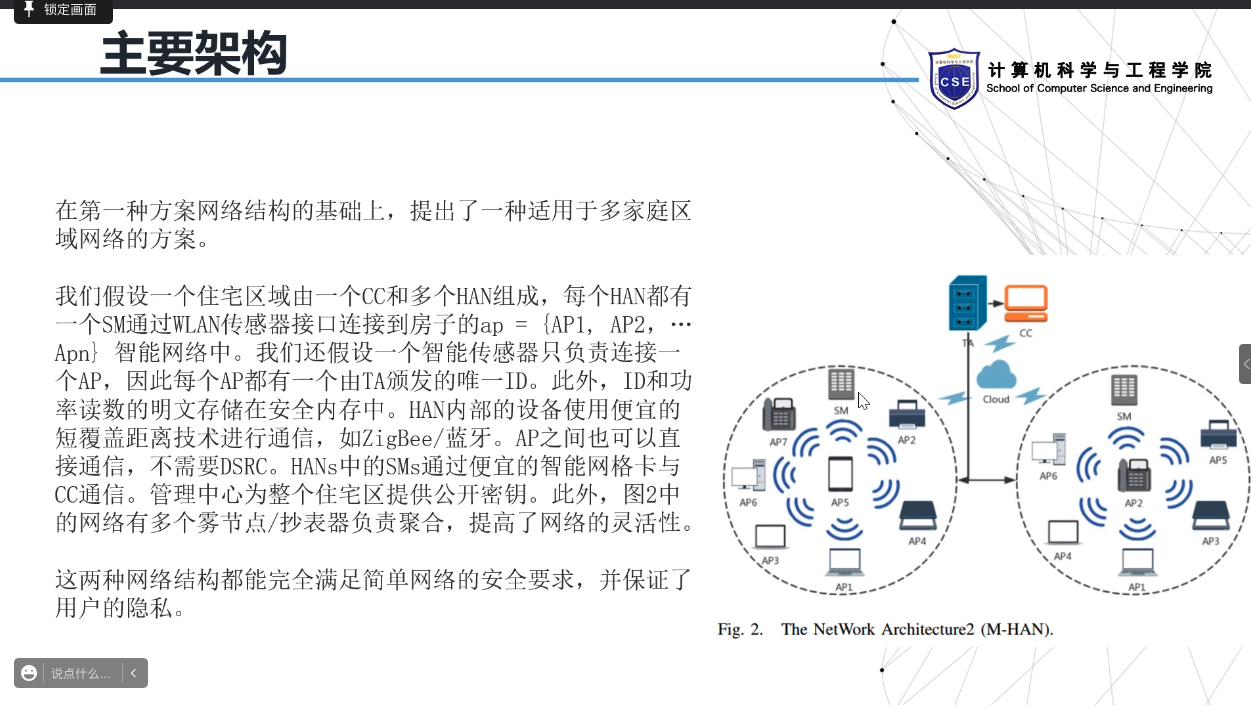 锁定画面
主要架构
CSE
计算机科学与工程学院
School of Computer Science and Engineering
在第一种方案网络结构的基础上，提出了一种适用于多家庭区
域网络的方案。
我们假设一个住宅区域由一个CC和多个HAN组成，每个HAN都有
一个SM通过WLAN传感器接口连接到房子的ap = {AP1, AP2，…
Apn} 智能网络中。我们还假设一个智能传感器只负责连接一
个AP，因此每个AP都有一个由TA颁发的唯一ID。此外，ID和功
率读数的明文存储在安全内存中。HAN内部的设备使用便宜的
短覆盖距离技术进行通信，如ZigBee/蓝牙。AP之间也可以直
接通信，不需要DSRC。HANs中的SMs通过便宜的智能网格卡与
CC通信。管理中心为整个住宅区提供公开密钥。此外，图2中
的网络有多个雾节点/抄表器负责聚合，提高了网络的灵活性。
这两种网络结构都能完全满足简单网络的安全要求，并保证了
用户的隐私。
TA
CC
Cloud
SM
AP7
AP2
AP6
AP5
AP4
AP3
AP1
SM
AP5
AP6
AP2
AP3
AP4
AP1
Fig. 2. The NetWork Architecture2 (M-HAN).
说点什么...